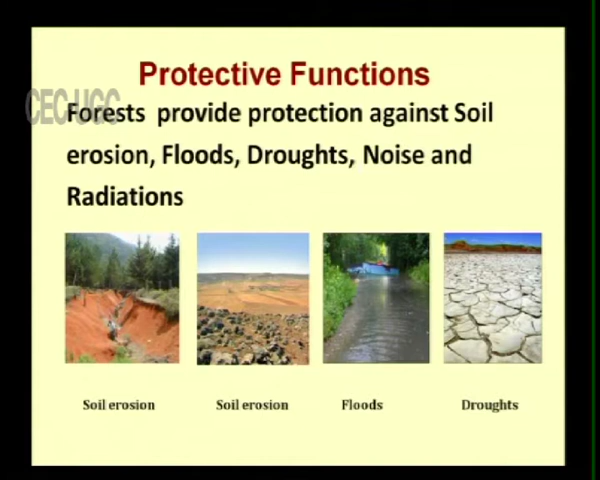 Protective Functions
CEC-UGC
Forests provide protection against Soil
erosion, Floods, Droughts, Noise and
Radiations
Soil erosion
Soil erosion
Floods
Droughts